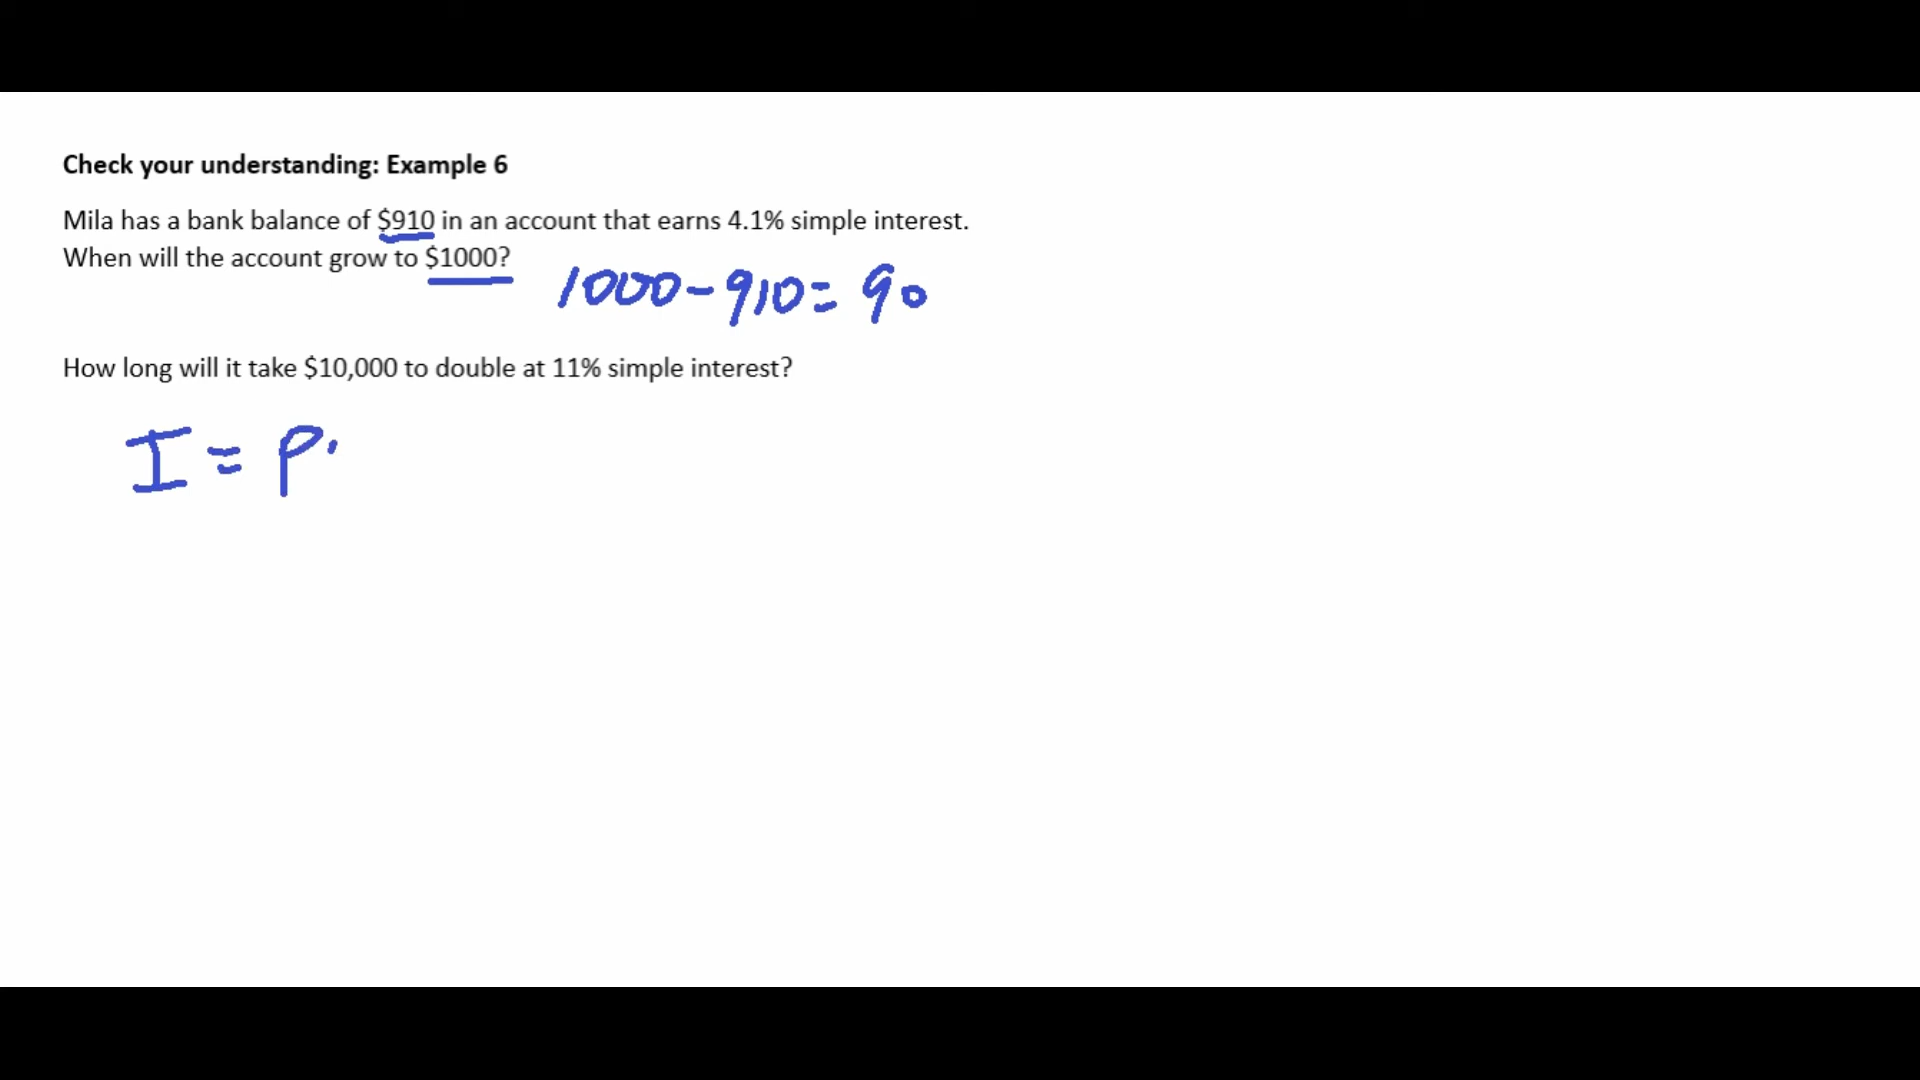 Check your understanding: Example 6
Mila has a bank balance of $910 in an account that earns 4.1% simple interest.
When will the account grow to $1000?
1000-910= 90
How long will it take $10,000 to double at 11% simple interest?
I = P.